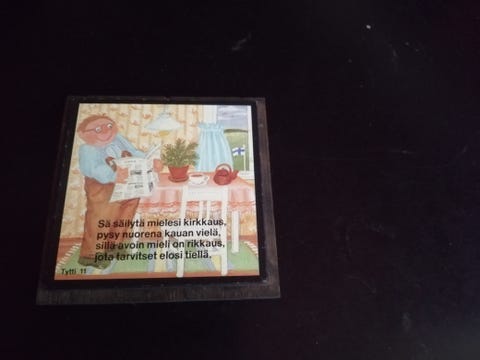 Sä säilytä mielesi kirkkaus,
pysy nuorena kauan vielä,
sillä avoin mieli on rikkaus,
jota tarvitset elosi tiellä.
Tytti 11